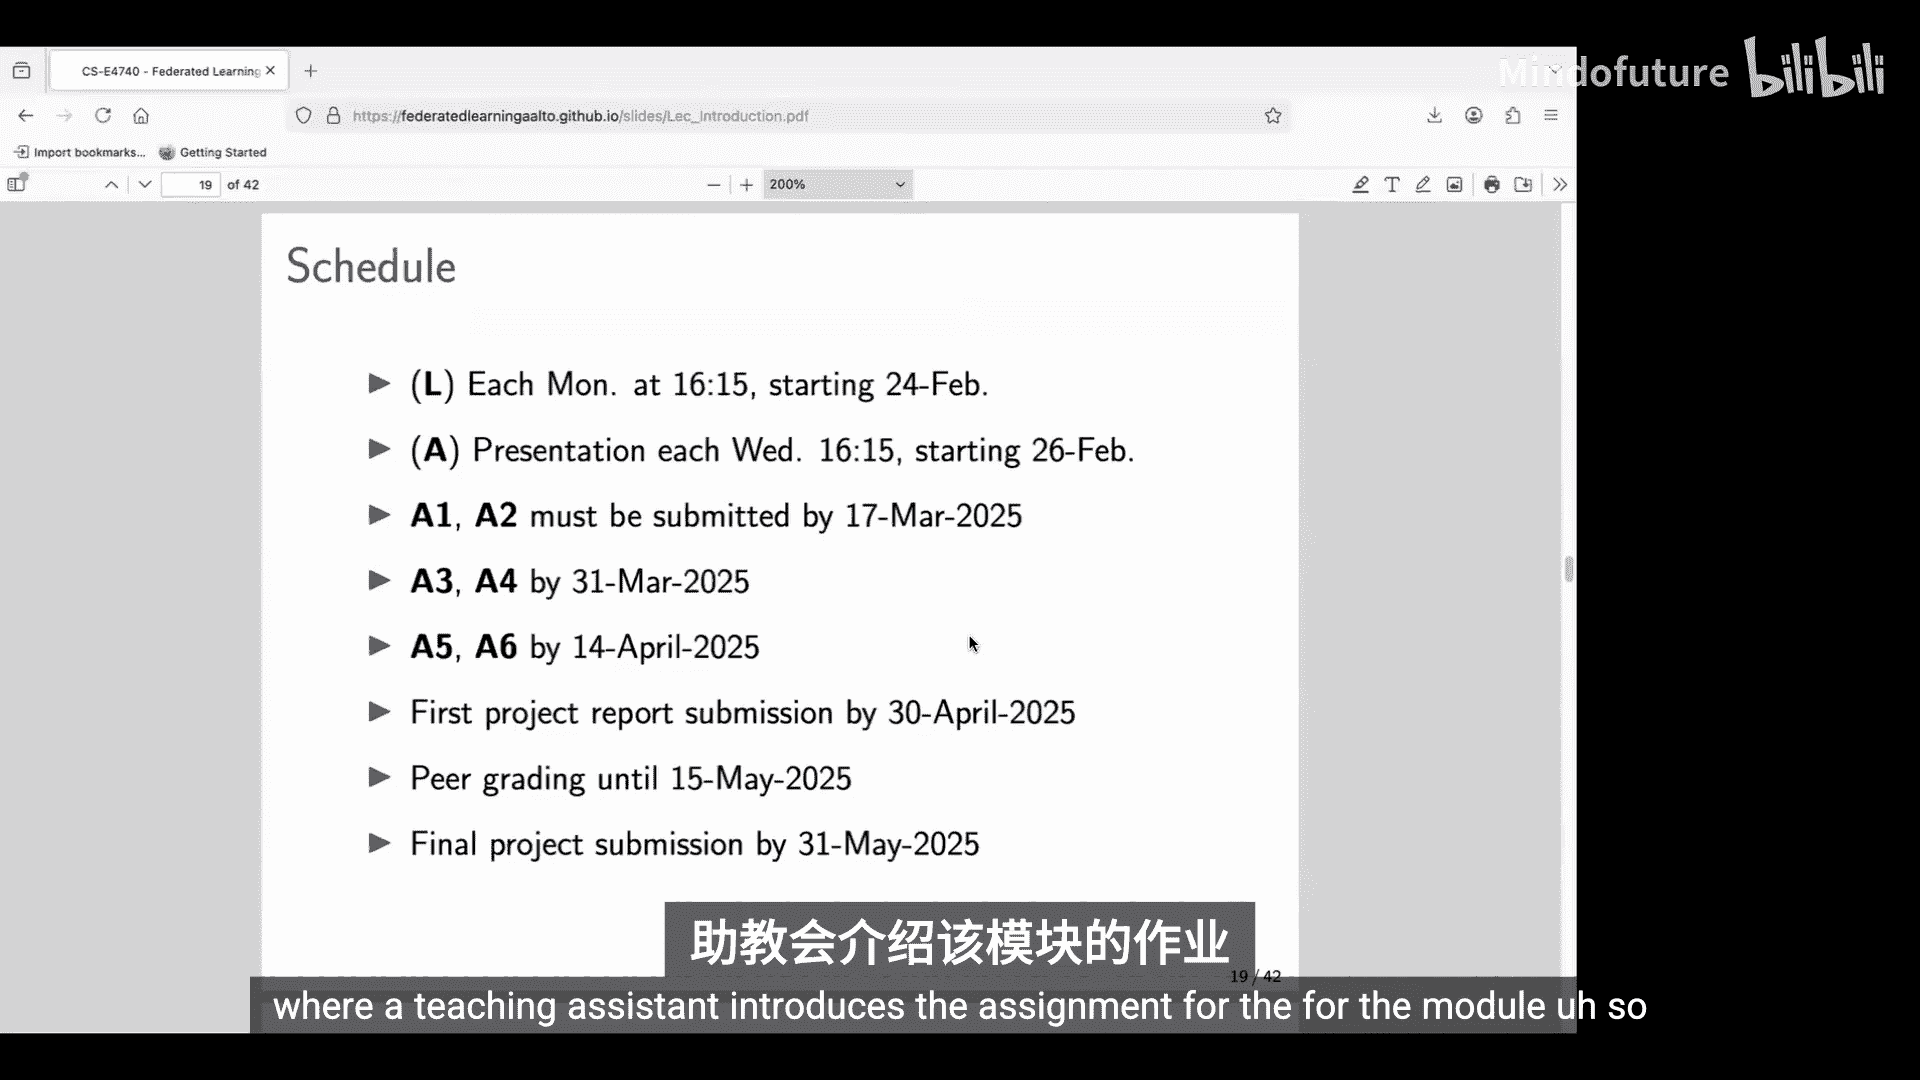 Mindofuture bilibili
CS-E4740 - Federated Learning
https://federatedlearningaalto.github.io/slides/Lec_Introduction.pdf
Import bookmarks... Getting Started
19 of 42 200%
Schedule
(L) Each Mon. at 16:15, starting 24-Feb.
(A) Presentation each Wed. 16:15, starting 26-Feb.
A1, A2 must be submitted by 17-Mar-2025
A3, A4 by 31-Mar-2025
A5, A6 by 14-April-2025
First project report submission by 30-April-2025
Peer grading until 15-May-2025
Final project submission by 31-May-2025
助教会介绍该模块的作业
19 / 42
where a teaching assistant introduces the assignment for the for the module uh so